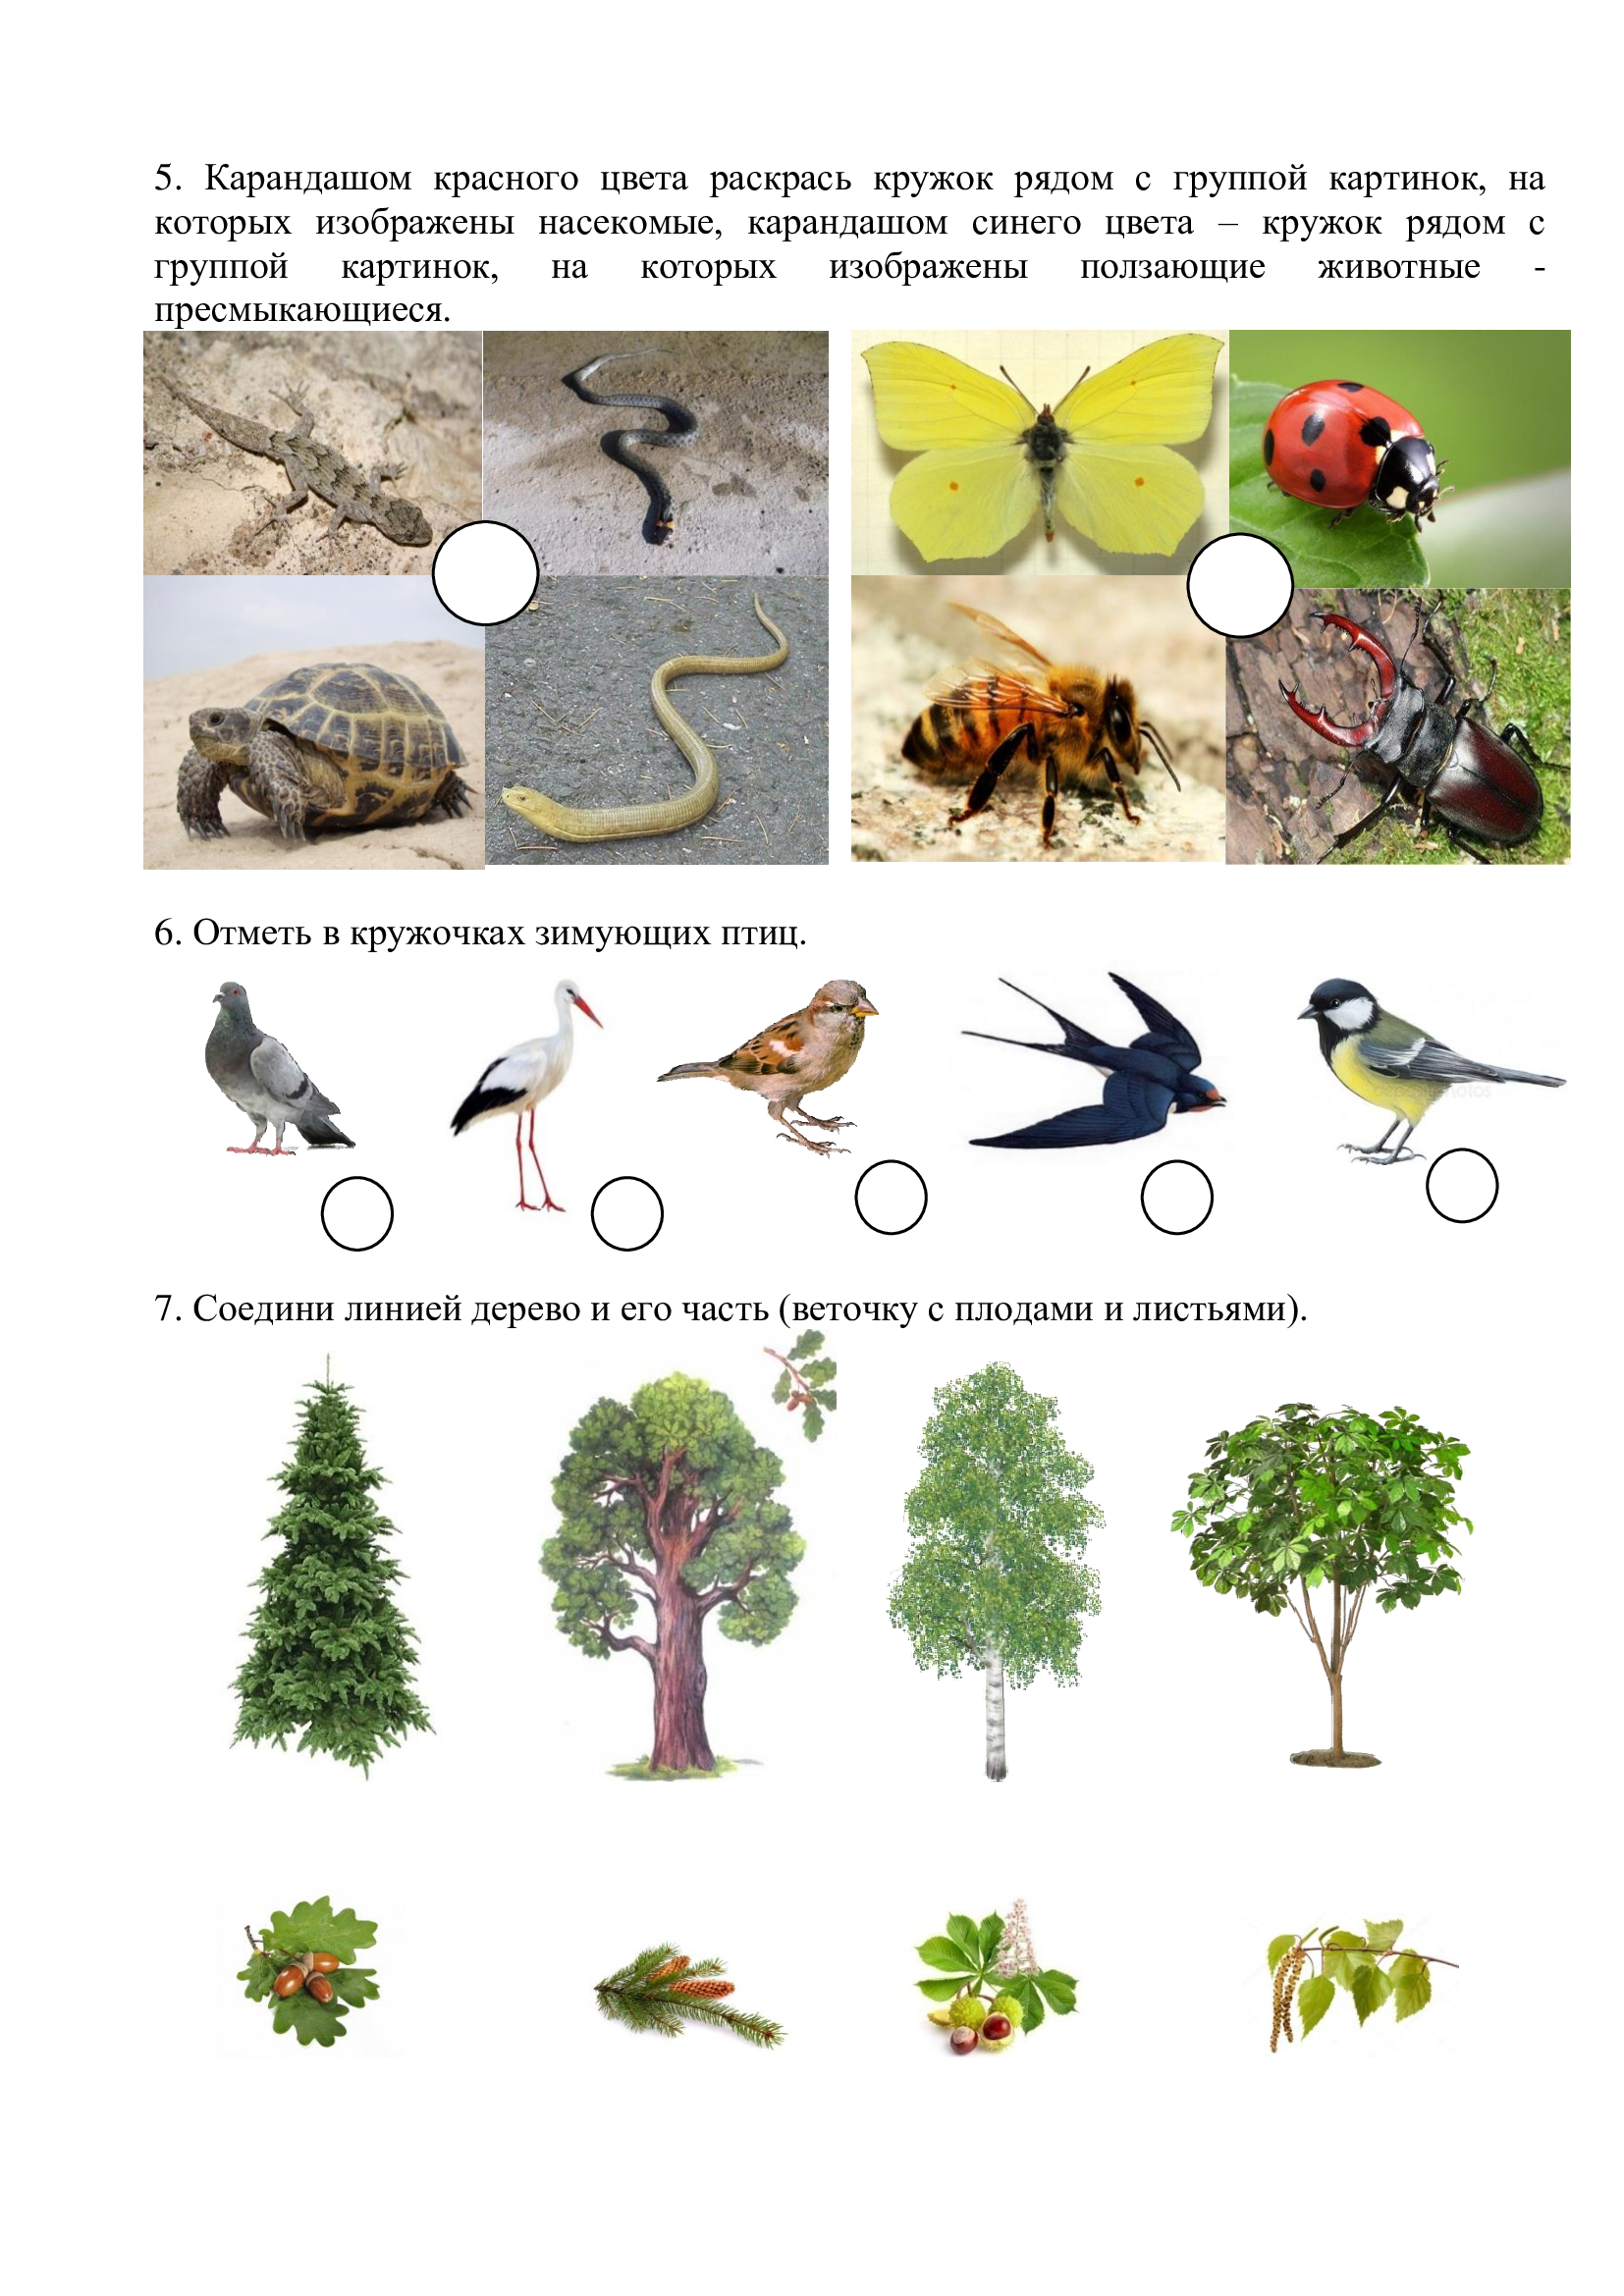 5. Карандашом красного цвета раскрась кружок рядом с группой картинок, на
которых изображены насекомые, карандашом синего цвета – кружок рядом с
группой картинок, на которых изображены ползающие животные -
пресмыкающиеся.
6. Отметь в кружочках зимующих птиц.
7. Соедини линией дерево и его часть (веточку с плодами и листьями).